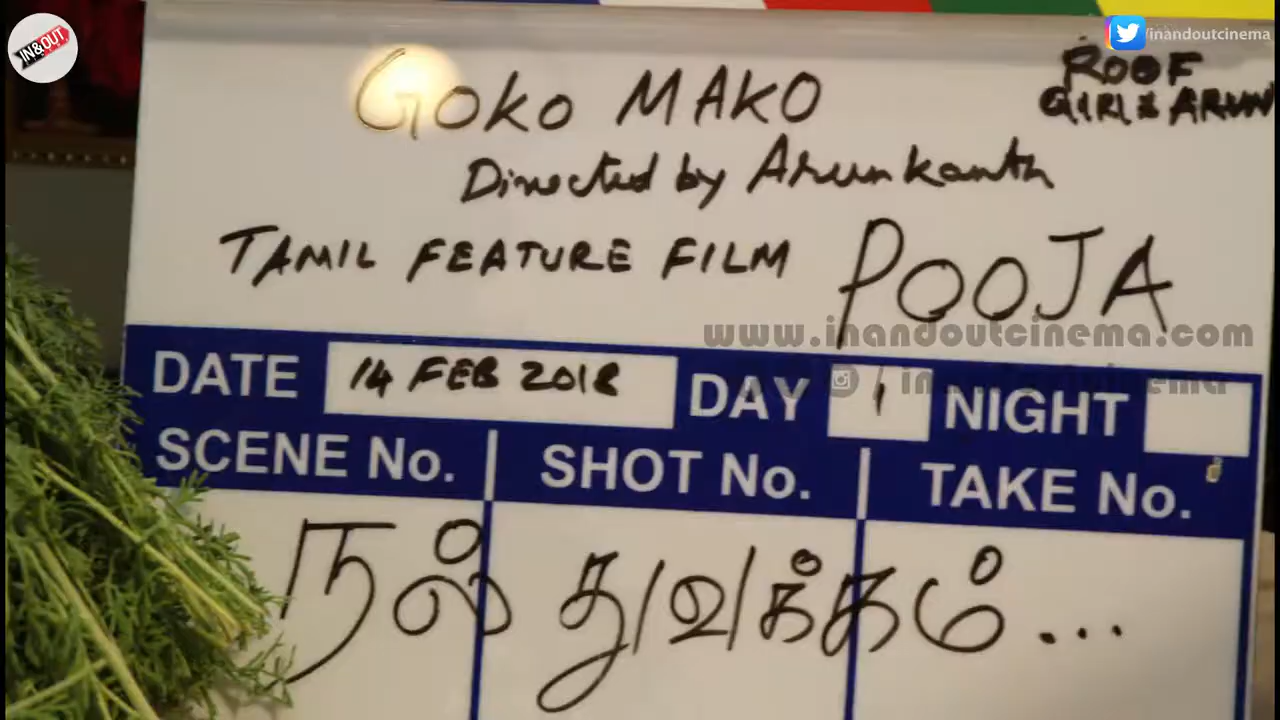 IN&OUT
/inandoutcinema
ROOF
GIRL & ARUN
GOKO MAKO
Directed by Arunkanth
TAMIL FEATURE FILM POOJA
www.inandoutcinema.com
/ inandoutcinema
DATE 14 FEB 2018 DAY 1 NIGHT
SCENE No. SHOT No. TAKE No.
நல் துவக்கம்...